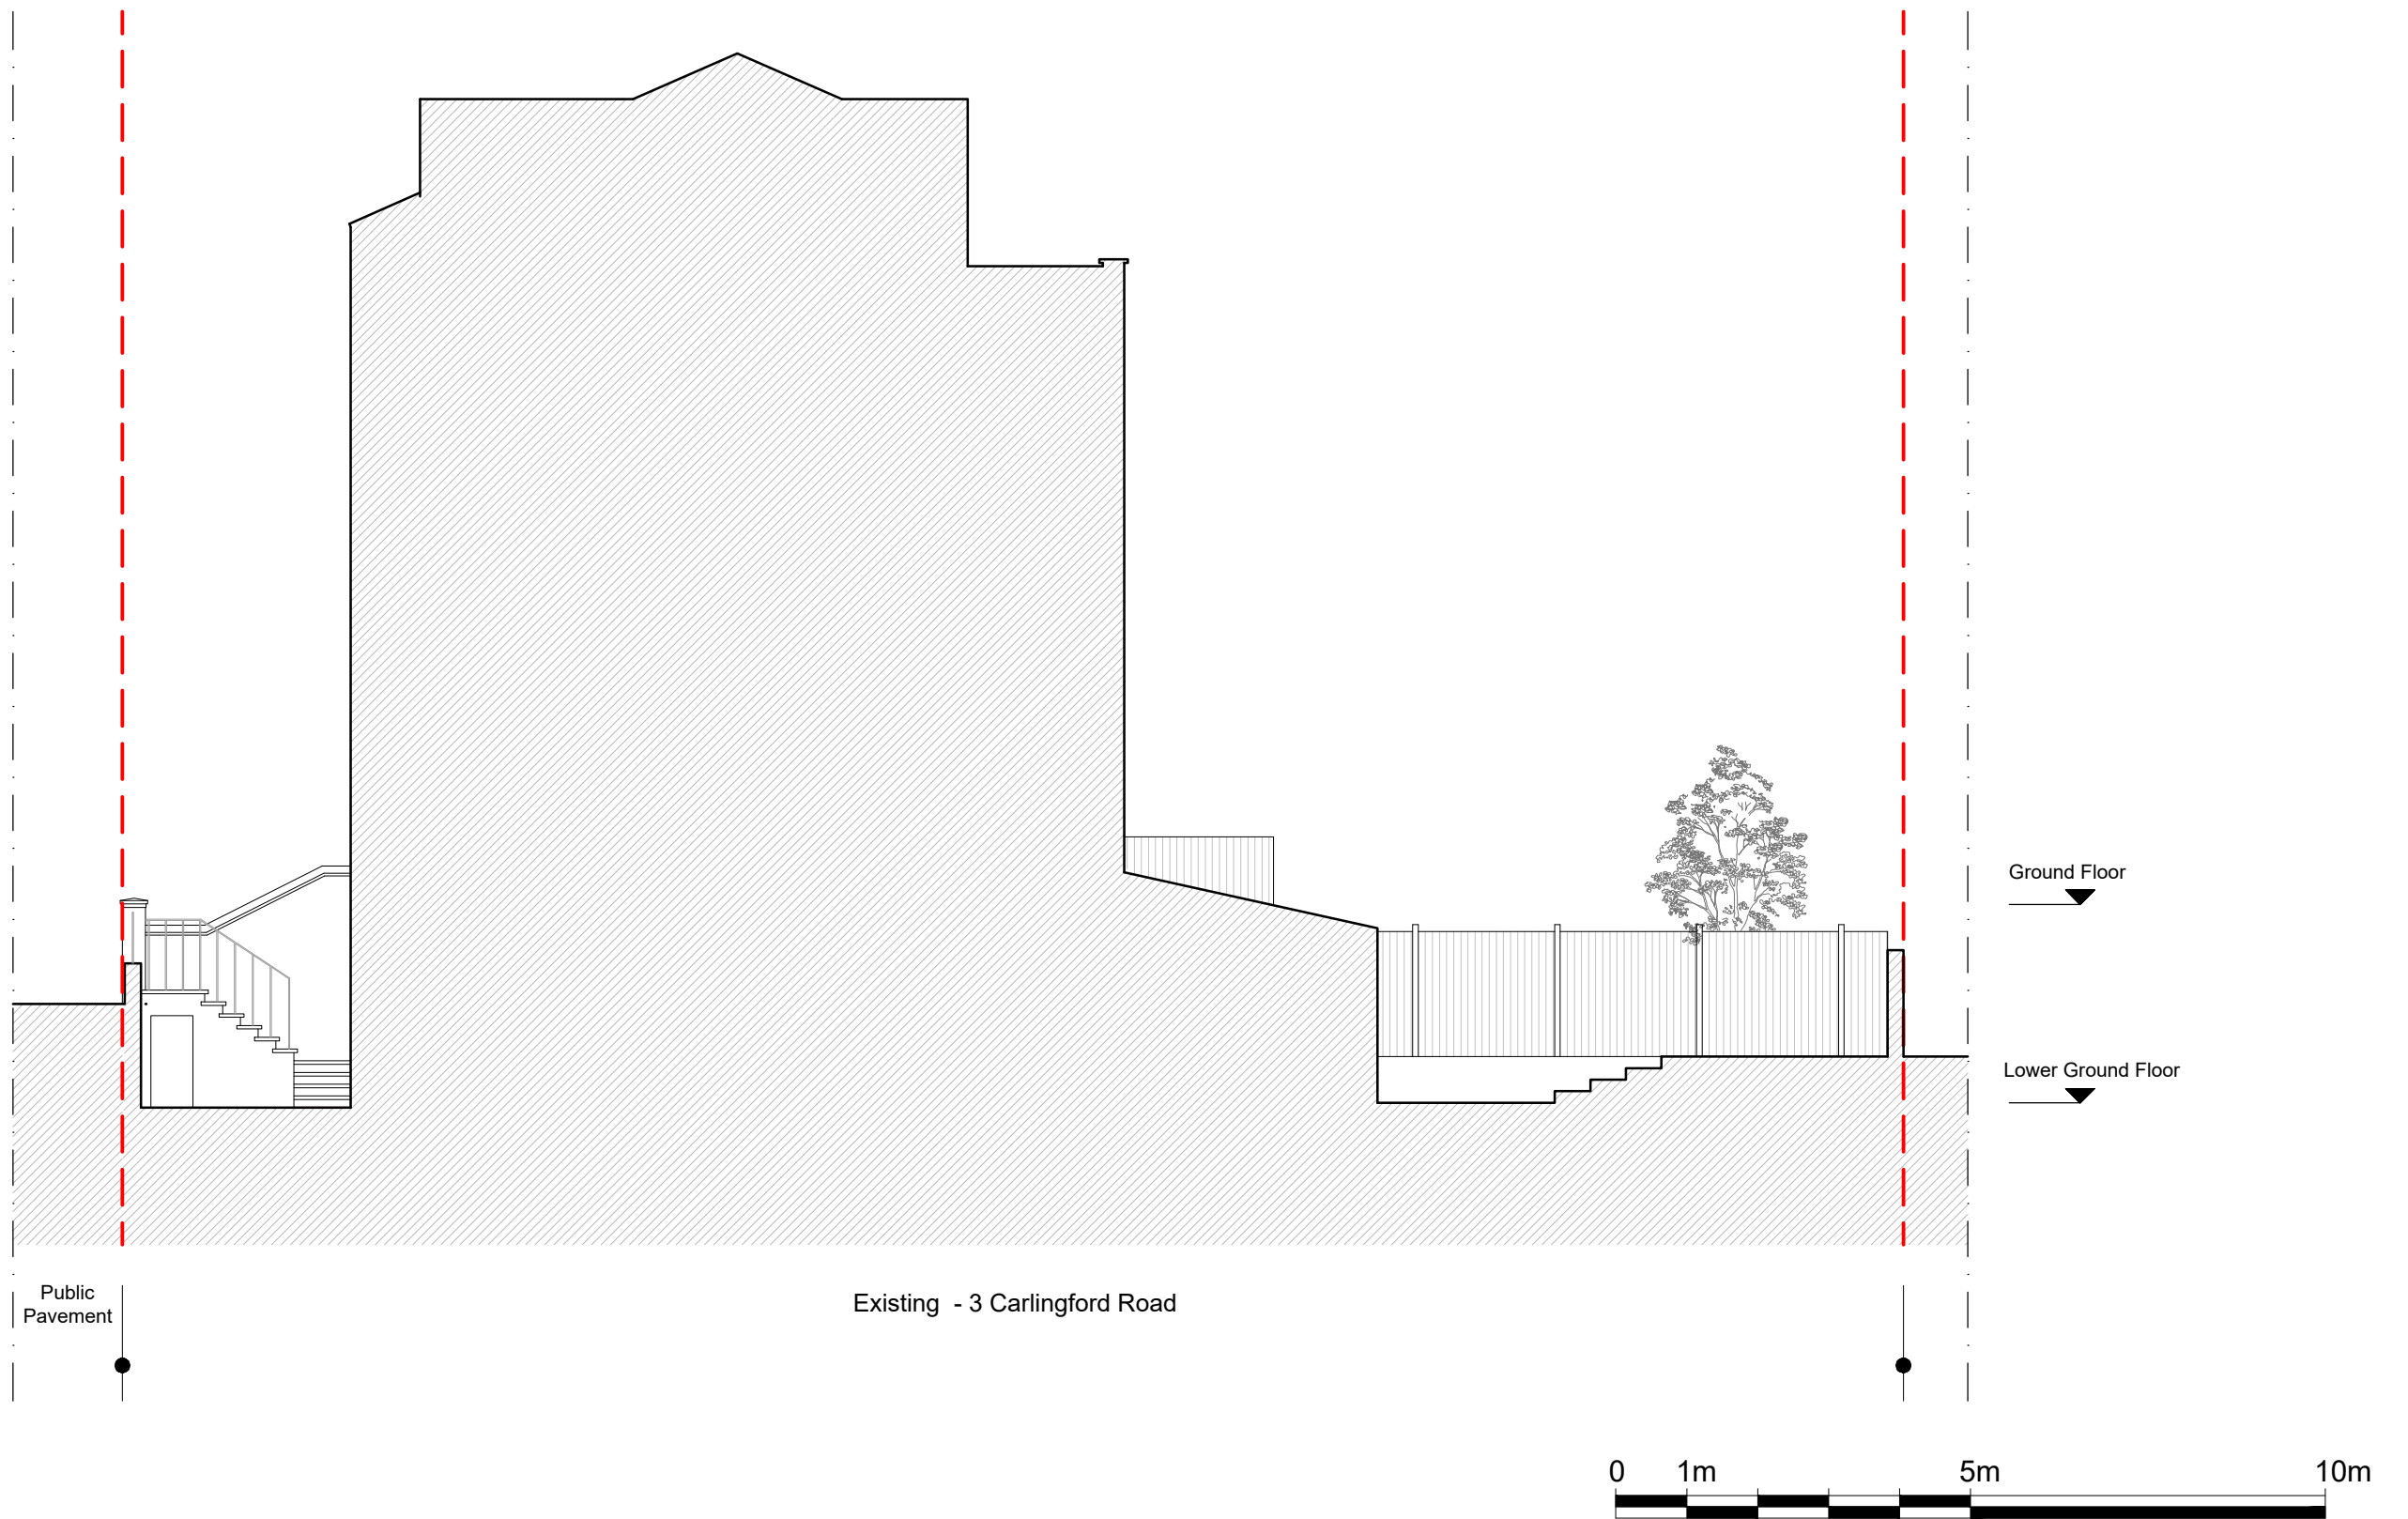 Ground Floor
Lower Ground Floor
Public
Pavement
Existing - 3 Carlingford Road
0 1m 5m 10m